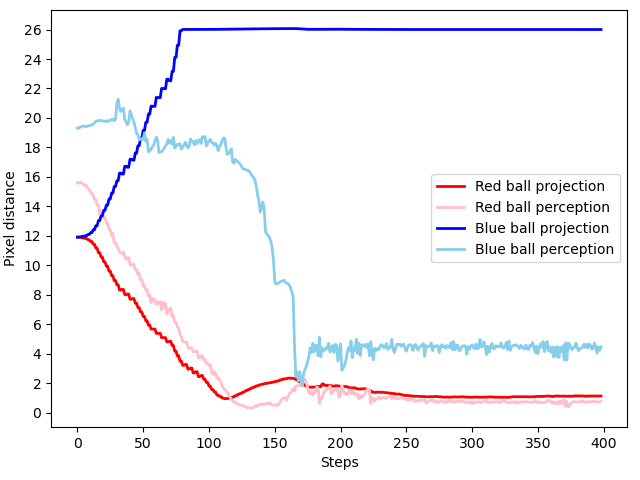 26
24
22
20
18
16
14
12
10
8
6
4
2
0
Pixel distance
Red ball projection
Red ball perception
Blue ball projection
Blue ball perception
0 50 100 150 200 250 300 350 400
Steps